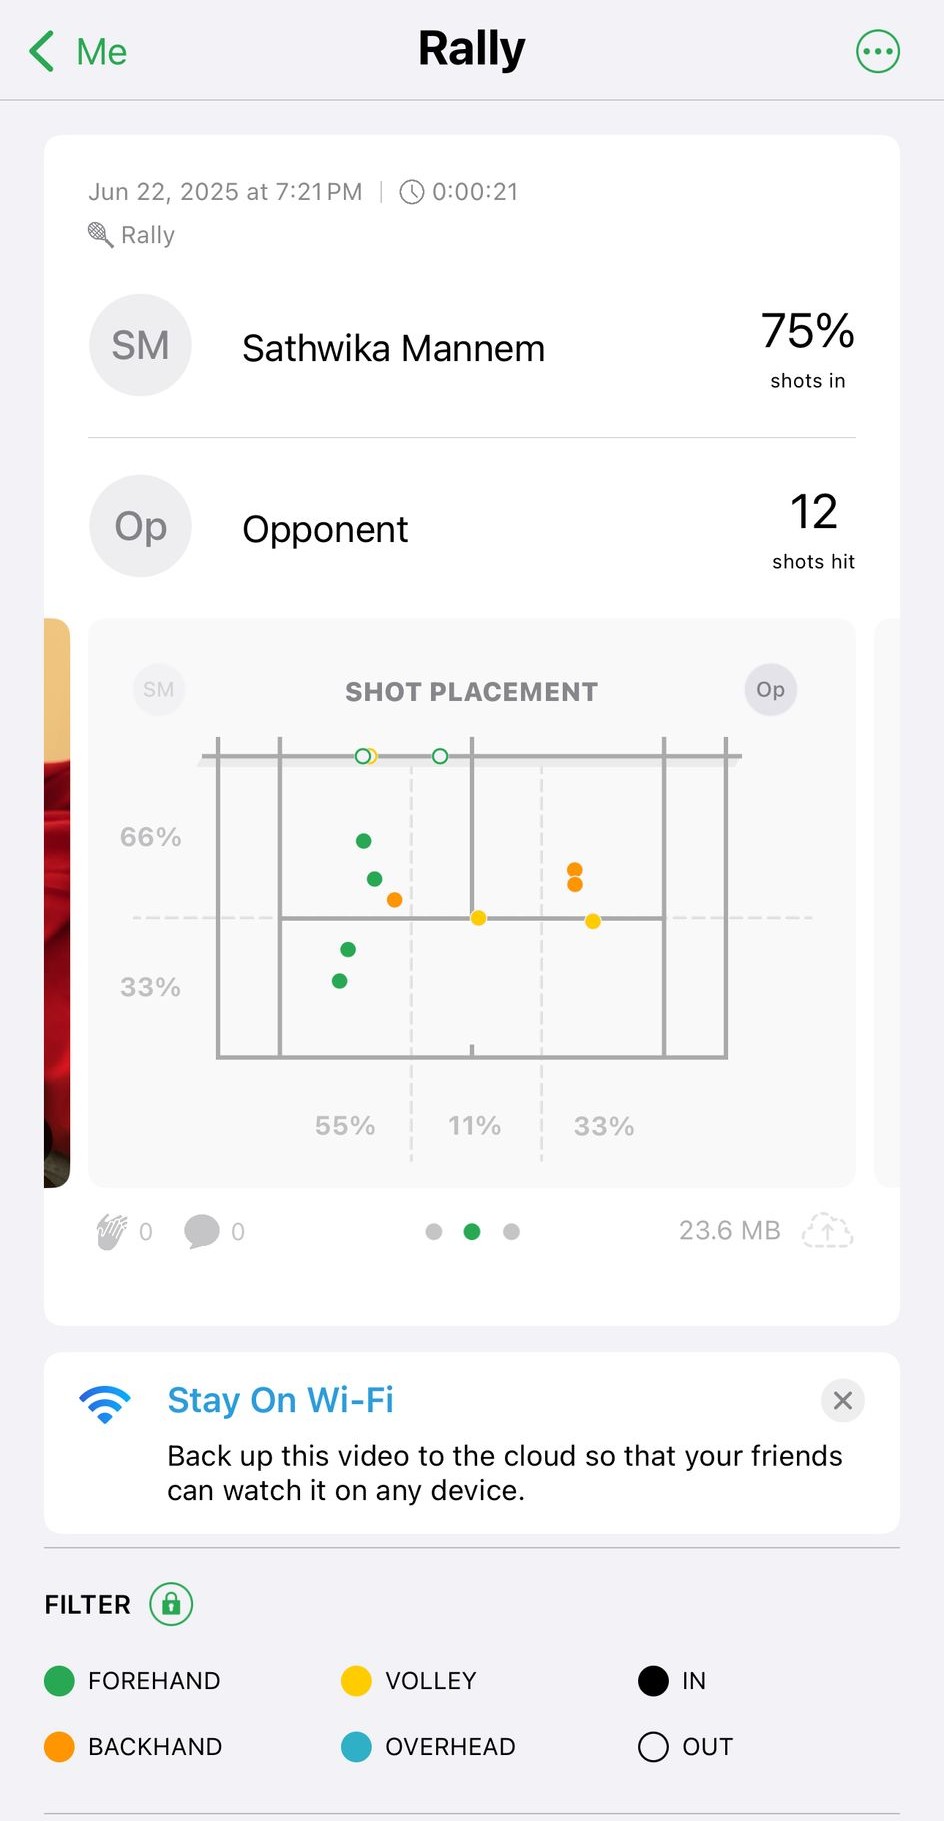 Me
Rally
Jun 22, 2025 at 7:21 PM | 0:00:21
Rally
SM
Sathwika Mannem
75%
shots in
Op
Opponent
12
shots hit
SM
SHOT PLACEMENT
Op
66%
33%
55%
11%
33%
0
0
23.6 MB
Stay On Wi-Fi
Back up this video to the cloud so that your friends
can watch it on any device.
FILTER
FOREHAND
VOLLEY
IN
BACKHAND
OVERHEAD
OUT